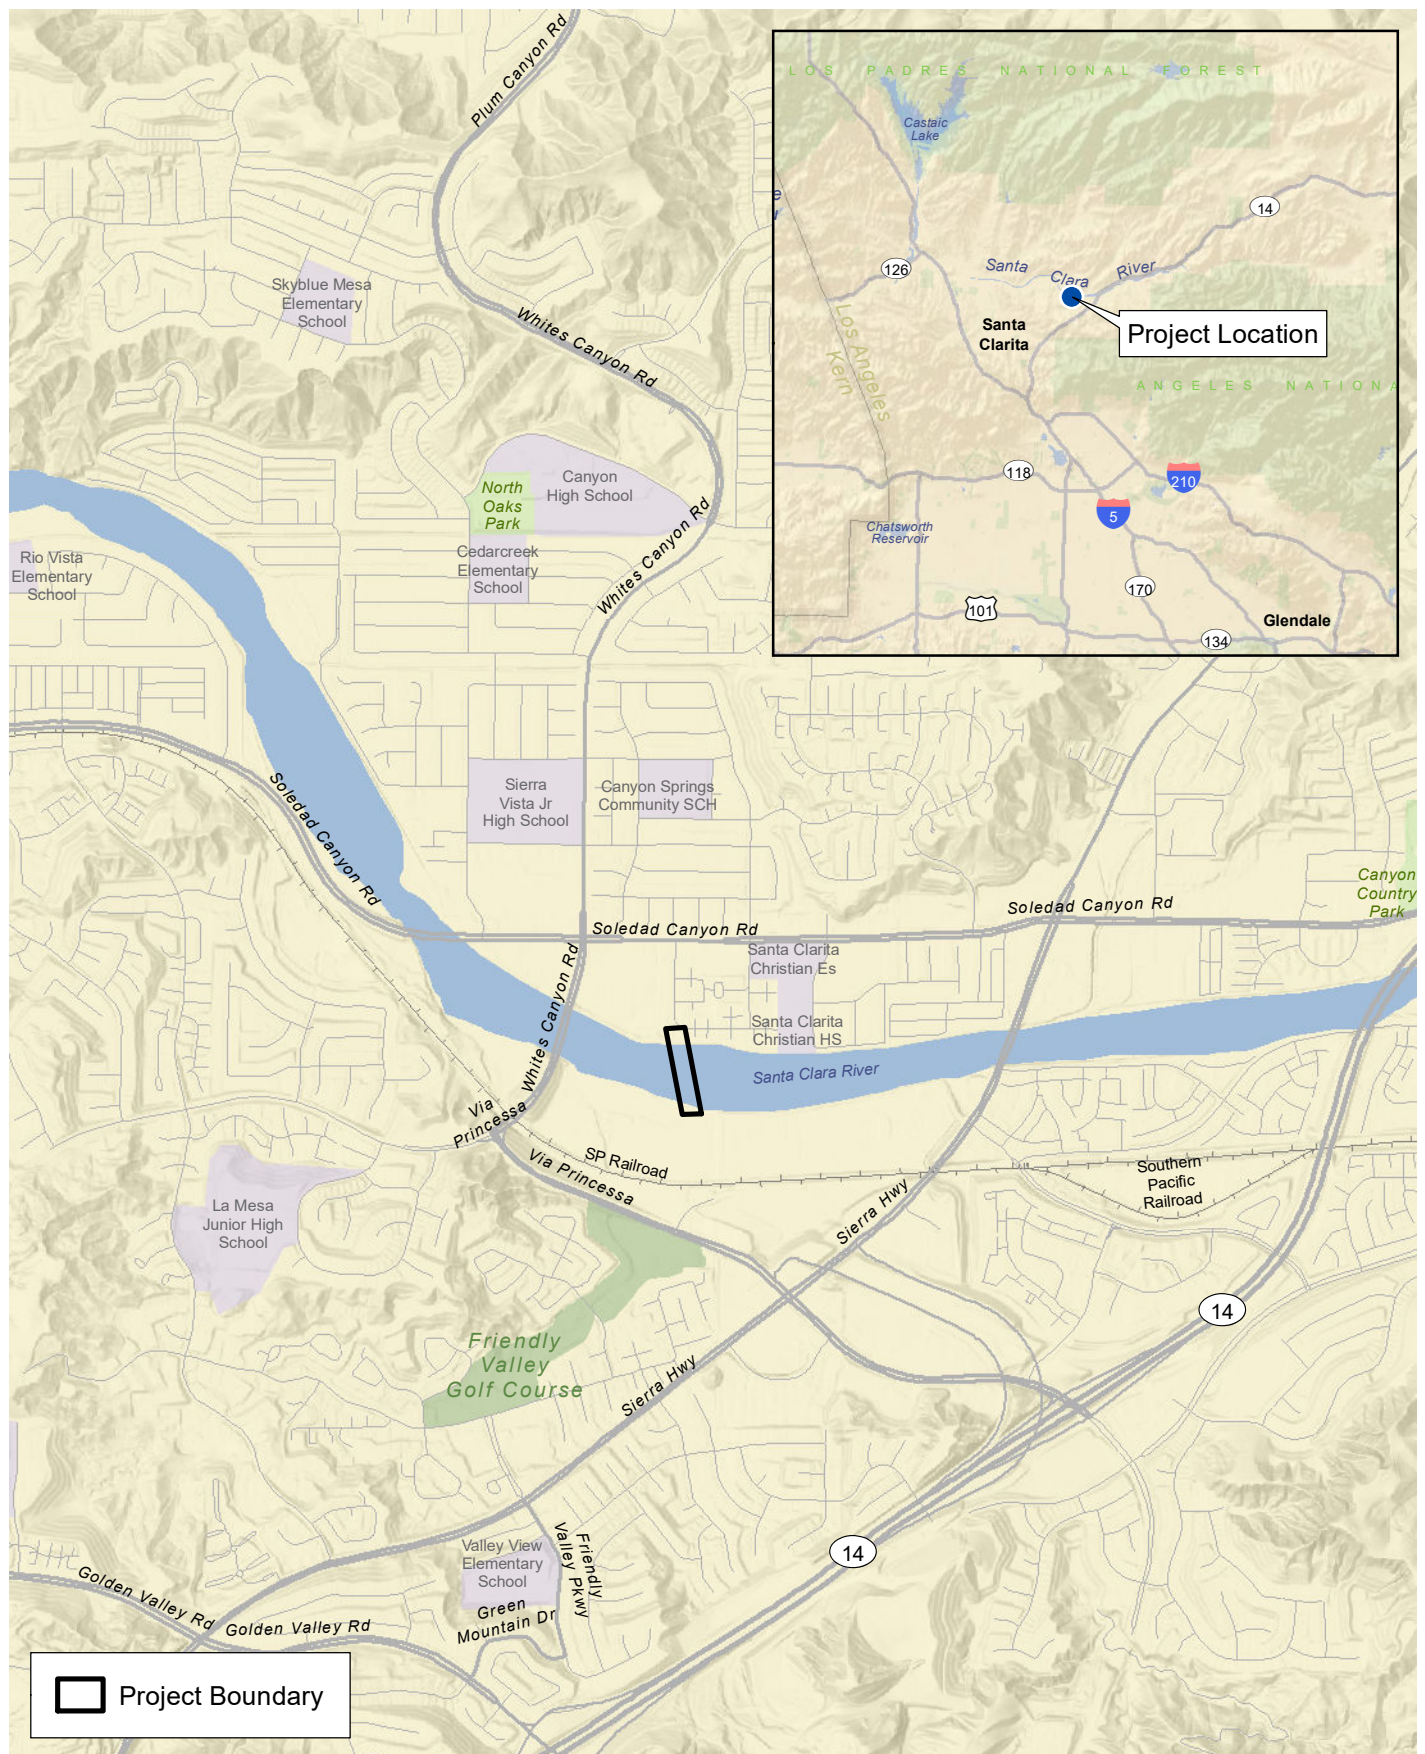 Plum Canyon Rd
LOS PADRES NATIONAL FOREST
Castaic
Lake
14
126
Santa Clara River
Santa
Clarita
Project Location
Los Angeles
Kern
ANGELES NATIONA
118
210
5
Chatsworth
Reservoir
101
170
Glendale
134
Skyblue Mesa
Elementary
School
Whites Canyon Rd
North
Oaks
Park
Canyon
High School
Whites Canyon Rd
Rio Vista
Elementary
School
Cedarcreek
Elementary
School
Soledad Canyon Rd
Sierra
Vista Jr
High School
Canyon Springs
Community SCH
Canyon
Country
Park
Soledad Canyon Rd
Soledad Canyon Rd
Santa Clarita
Christian Es
Whites Canyon Rd
Santa Clarita
Christian HS
Santa Clara River
Via
Princessa
Via Princessa
SP Railroad
Southern
Pacific
Railroad
La Mesa
Junior High
School
Sierra Hwy
14
Friendly
Valley
Golf Course
Sierra Hwy
14
Valley View
Elementary
School
Friendly
Valley Pkwy
Green
Mountain Dr
Golden Valley Rd
Golden Valley Rd
Project Boundary